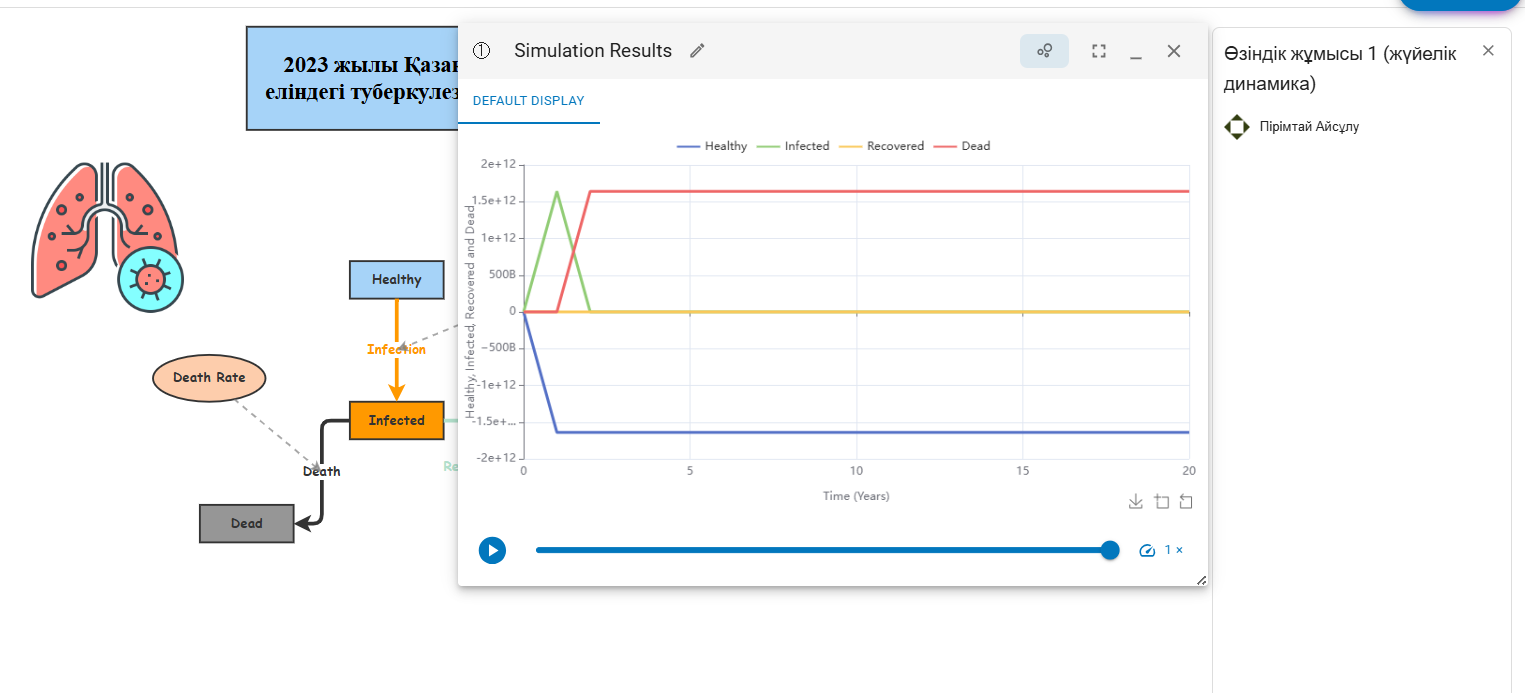 2023 жылы Қазақ
еліндегі туберкулез
Healthy
Infection
Death Rate
Infected
Death
Re
Dead
① Simulation Results
DEFAULT DISPLAY
Healthy Infected Recovered Dead
Healthy, Infected, Recovered and Dead
2e+12
1.5e+12
1e+12
500B
0
−500B
-1e+12
-1.5e+...
-2e+12
0 5 10 15 20
Time (Years)
1 ×
Өзіндік жұмысы 1 (жүйелік
динамика)
Пірімтай Айсұлу